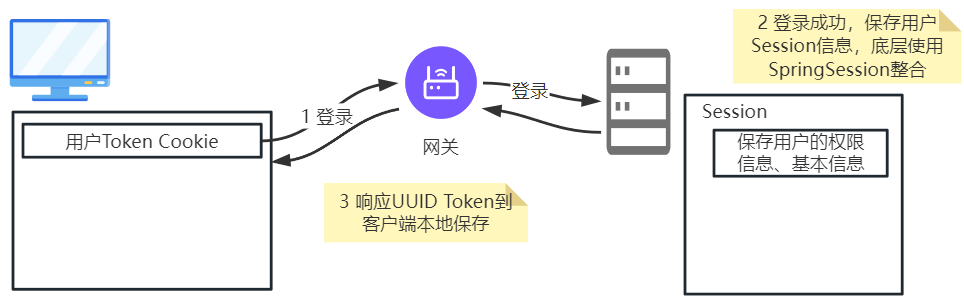 2 登录成功，保存用户
Session信息，底层使用
SpringSession整合
登录
1 登录
Session
用户Token Cookie
网关
保存用户的权限
信息、基本信息
3 响应UUID Token到
客户端本地保存